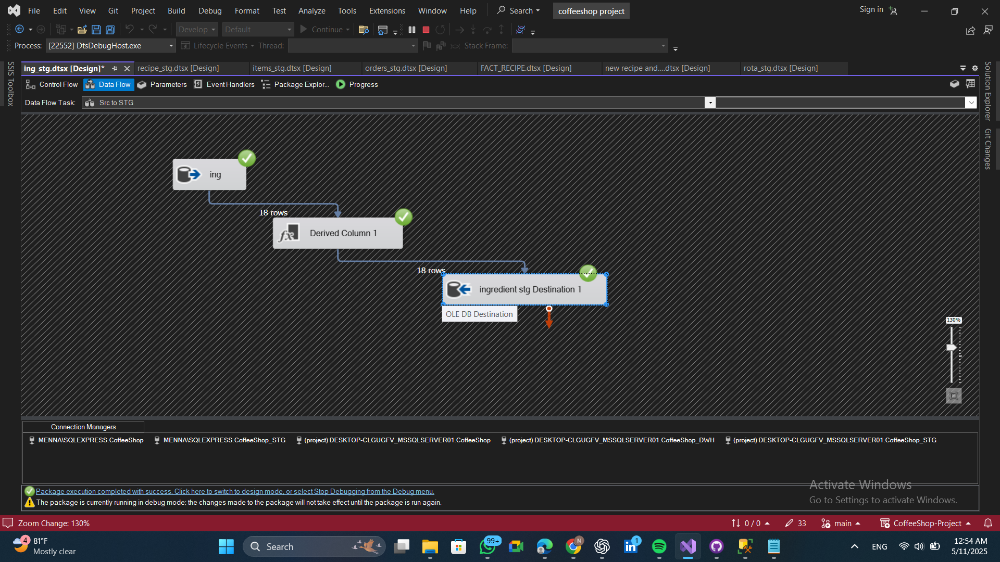 File Edit View Git Project Build Debug Format Test Analyze Tools Extensions Window Help Search coffeeshop project Sign in
Develop Default Continue
Process: [22552] DtsDebugHost.exe Lifecycle Events Thread: Stack Frame:
SSIS Toolbox
ing_stg.dtsx [Design]* recipe_stg.dtsx [Design] items_stg.dtsx [Design] orders_stg.dtsx [Design] FACT_RECIPE.dtsx [Design] new recipe and....dtsx [Design] rota_stg.dtsx [Design]
Control Flow Data Flow Parameters Event Handlers Package Explor... Progress
Data Flow Task: Src to STG
Solution Explorer
Git Changes
ing
18 rows
fx Derived Column 1
18 rows
ingredient stg Destination 1
OLE DB Destination
130%
Connection Managers
MENNA\SQLEXPRESS.CoffeeShop MENNA\SQLEXPRESS.CoffeeShop_STG (project) DESKTOP-CLGUGFV_MSSQLSERVER01.CoffeeShop (project) DESKTOP-CLGUGFV_MSSQLSERVER01.CoffeeShop_DWH (project) DESKTOP-CLGUGFV_MSSQLSERVER01.CoffeeShop_STG
Activate Windows
Go to Settings to activate Windows.
Package execution completed with success. Click here to switch to design mode, or select Stop Debugging from the Debug menu.
The package is currently running in debug mode; the changes made to the package will not take effect until the package is run again.
Zoom Change: 130% 0 / 0 33 main CoffeeShop-Project
4 81°F
Mostly clear
Search
99+
N
1
ENG
12:54 AM
5/11/2025